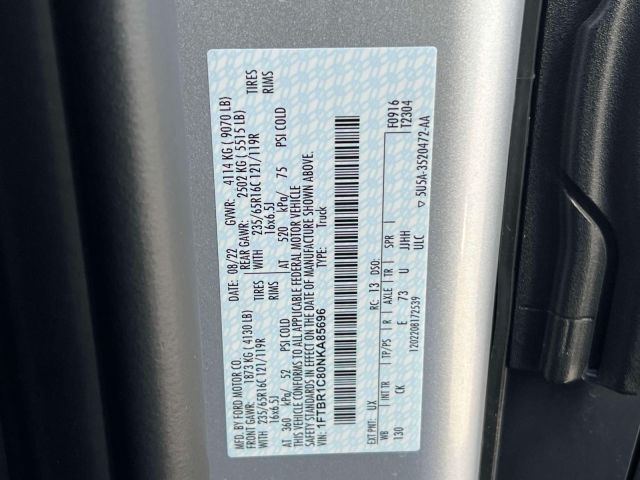 MFD. BY FORD MOTOR CO. DATE: 08/22 GVWR: 4114 KG ( 9070 LB)
FRONT GAWR: 1873 KG ( 4130 LB) REAR GAWR: 2502 KG ( 5515 LB)
WITH 235/65R16C 121/119R TIRES WITH 235/65R16C 121/119R TIRES
16x6.5J RIMS 16x6.5J RIMS
AT 360 kPa/ 52 PSI COLD AT 520 kPa/ 75 PSI COLD
THIS VEHICLE CONFORMS TO ALL APPLICABLE FEDERAL MOTOR VEHICLE
SAFETY STANDARDS IN EFFECT ON THE DATE OF MANUFACTURE SHOWN ABOVE.
VIN: 1FTBR1C80NKA85696 TYPE: Truck
F0916
T2304
EXT PNT: UX RC: 13 DSO:
WB INT TR TP/PS R AXLE TR SPR
130 CK E 73 U JJHH
ULC
1202208172539
▽ 5U5A-3520472-AA